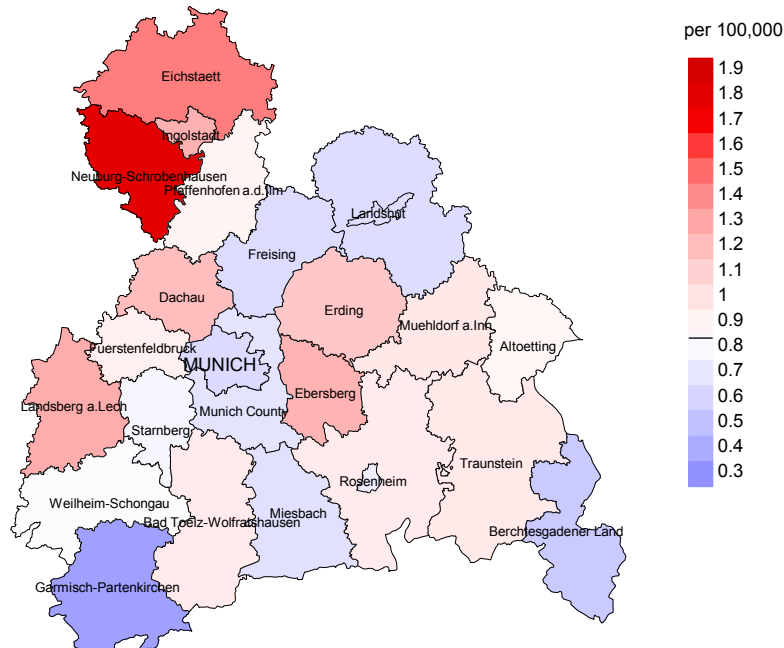 per 100,000
1.9
1.8
1.7
1.6
1.5
1.4
1.3
1.2
1.1
1
0.9
0.8
0.7
0.6
0.5
0.4
0.3
Eichstaett
Ingolstadt
Neuburg-Schrobenhausen
Pfaffenhofen a.d.Ilm
Landshut
Freising
Dachau
Erding
Muehldorf a.Inn
Altoetting
Fuerstenfeldbruck
MUNICH
Ebersberg
Landsberg a.Lech
Munich County
Starnberg
Traunstein
Rosenheim
Weilheim-Schongau
Miesbach
Bad Toelz-Wolfratshausen
Berchtesgadener Land
Garmisch-Partenkirchen